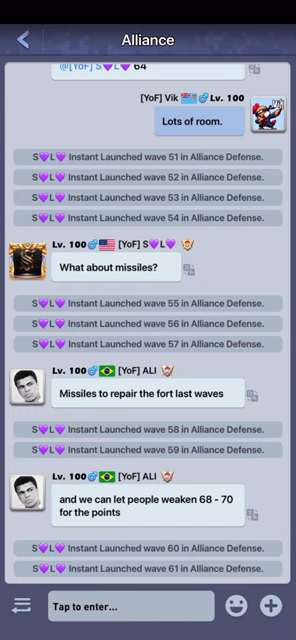 Alliance
@[YoF] S💜L💜 64
[YoF] Vik Lv. 100
Lots of room.
S💜L💜 Instant Launched wave 51 in Alliance Defense.
S💜L💜 Instant Launched wave 52 in Alliance Defense.
S💜L💜 Instant Launched wave 53 in Alliance Defense.
S💜L💜 Instant Launched wave 54 in Alliance Defense.
Lv. 100 [YoF] S💜L💜
What about missiles?
S💜L💜 Instant Launched wave 55 in Alliance Defense.
S💜L💜 Instant Launched wave 56 in Alliance Defense.
S💜L💜 Instant Launched wave 57 in Alliance Defense.
Lv. 100 [YoF] ALI
Missiles to repair the fort last waves
S💜L💜 Instant Launched wave 58 in Alliance Defense.
S💜L💜 Instant Launched wave 59 in Alliance Defense.
Lv. 100 [YoF] ALI
and we can let people weaken 68 - 70
for the points
S💜L💜 Instant Launched wave 60 in Alliance Defense.
S💜L💜 Instant Launched wave 61 in Alliance Defense.
Tap to enter...